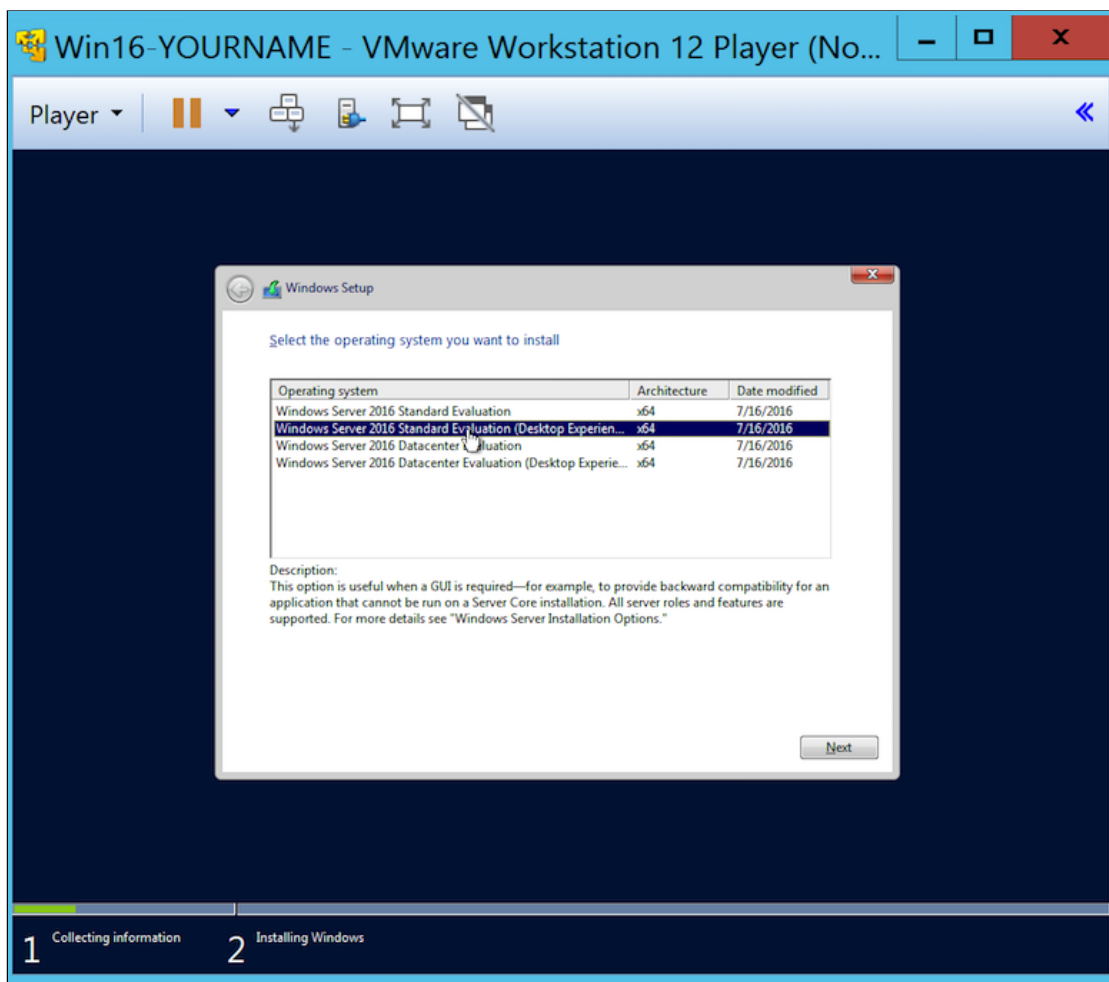 Win16-YOURNAME - VMware Workstation 12 Player (No...
Player
Windows Setup
Select the operating system you want to install
Operating system Architecture Date modified
Windows Server 2016 Standard Evaluation x64 7/16/2016
Windows Server 2016 Standard Evaluation (Desktop Experien... x64 7/16/2016
Windows Server 2016 Datacenter Evaluation x64 7/16/2016
Windows Server 2016 Datacenter Evaluation (Desktop Experie... x64 7/16/2016
Description:
This option is useful when a GUI is required—for example, to provide backward compatibility for an
application that cannot be run on a Server Core installation. All server roles and features are
supported. For more details see "Windows Server Installation Options."
Next
1 Collecting information 2 Installing Windows